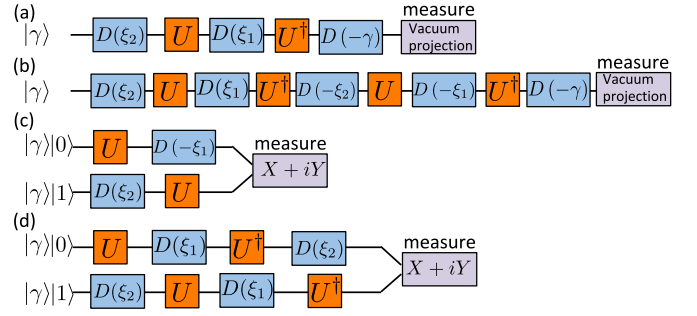 (a)
measure
|γ⟩ D(ξ₂) U D(ξ₁) U† D(−γ) Vacuum projection
(b)
measure
|γ⟩ D(ξ₂) U D(ξ₁) U† D(−ξ₂) U D(−ξ₁) U† D(−γ) Vacuum projection
(c)
|γ⟩|0⟩ U D(−ξ₁)
measure
X + iY
|γ⟩|1⟩ D(ξ₂) U
(d)
|γ⟩|0⟩ U D(ξ₁) U† D(ξ₂)
measure
X + iY
|γ⟩|1⟩ D(ξ₂) U D(ξ₁) U†